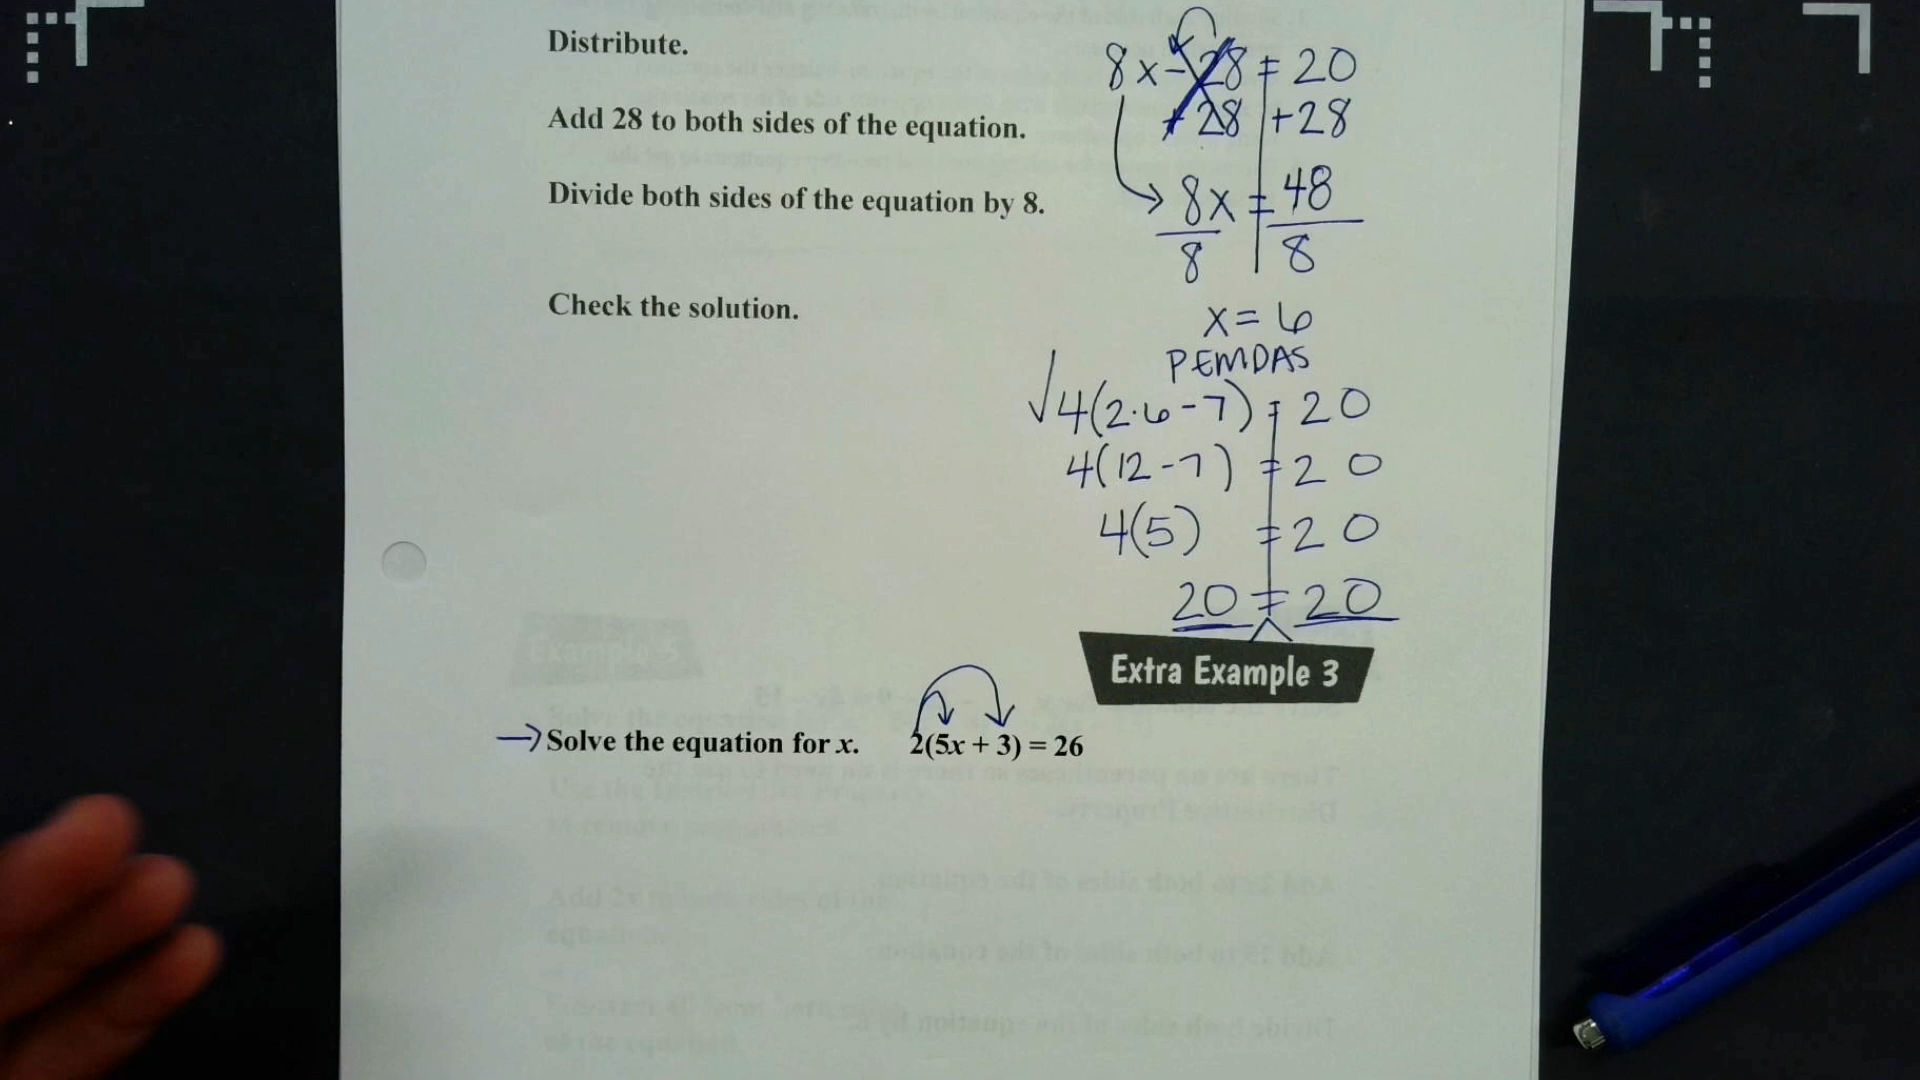 Distribute.
8x - 28 = 20
Add 28 to both sides of the equation.
+28 +28
Divide both sides of the equation by 8.
8x = 48
8 8
Check the solution.
x = 6
PEMDAS
√4(2·6-7) = 20
4(12-7) = 20
4(5) = 20
20 = 20
Extra Example 3
→ Solve the equation for x. 2(5x + 3) = 26